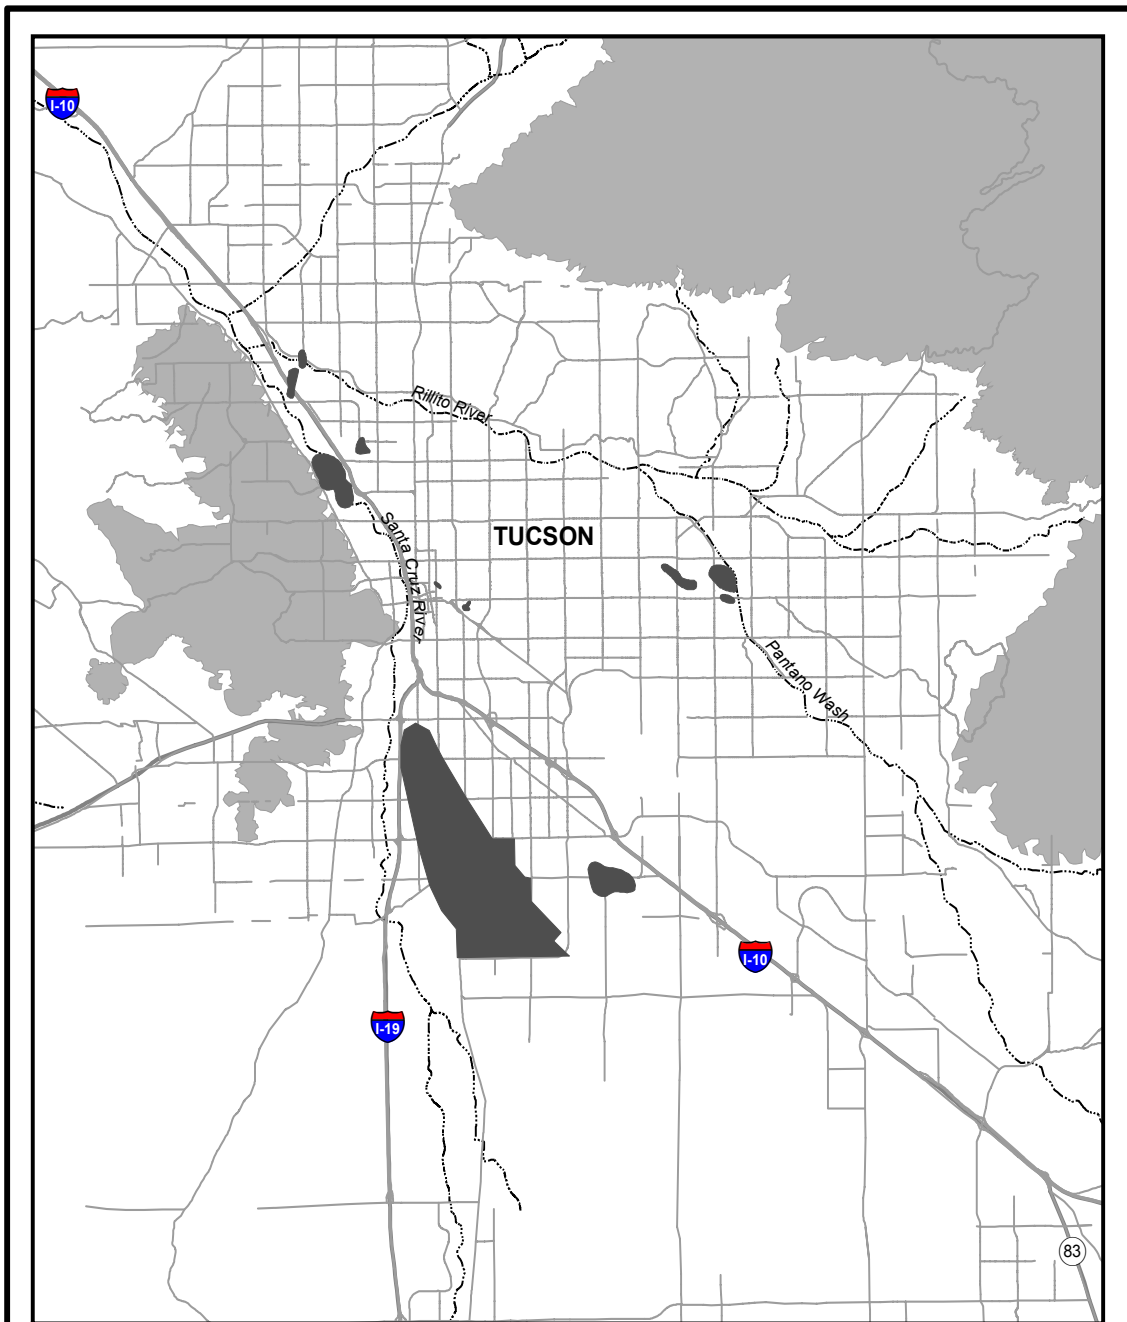 I-10
Rillito River
Santa Cruz River
TUCSON
Pantano Wash
I-10
I-19
83